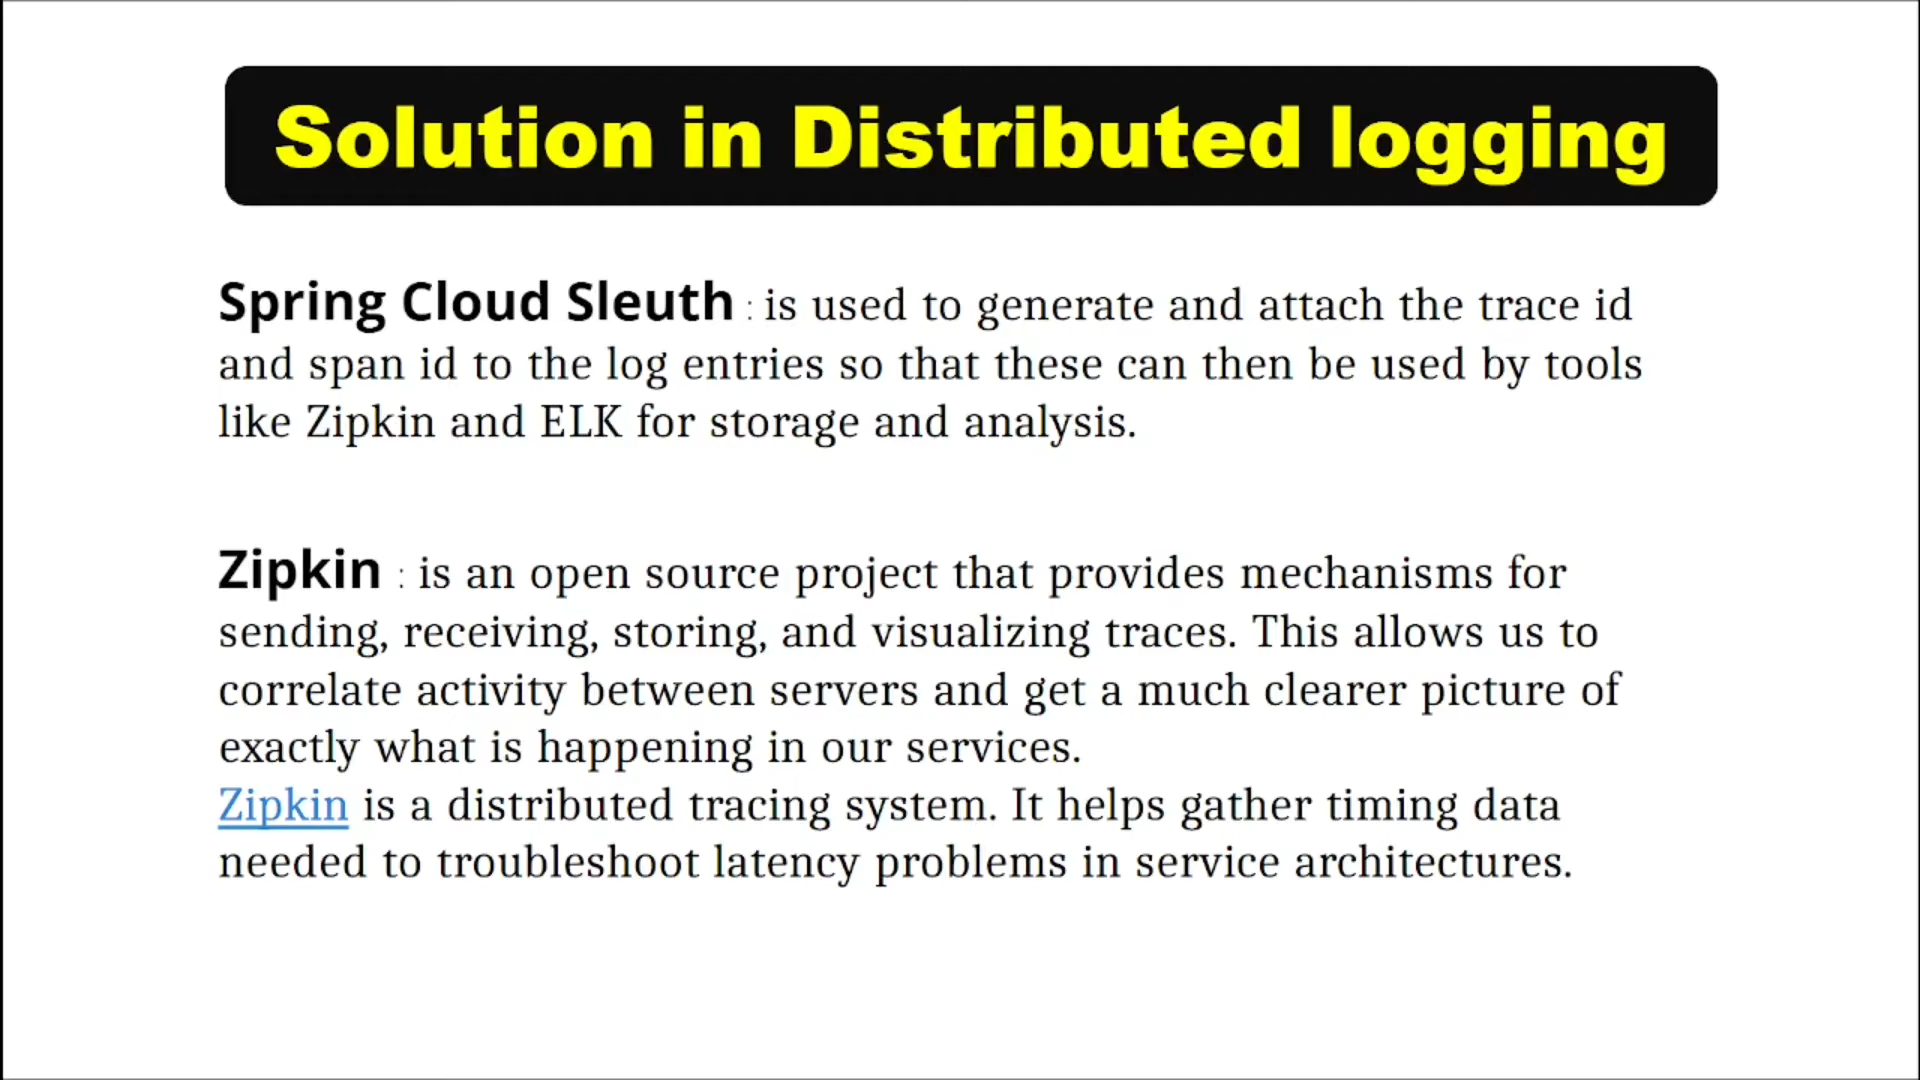 Solution in Distributed logging
Spring Cloud Sleuth : is used to generate and attach the trace id
and span id to the log entries so that these can then be used by tools
like Zipkin and ELK for storage and analysis.
Zipkin : is an open source project that provides mechanisms for
sending, receiving, storing, and visualizing traces. This allows us to
correlate activity between servers and get a much clearer picture of
exactly what is happening in our services.
Zipkin is a distributed tracing system. It helps gather timing data
needed to troubleshoot latency problems in service architectures.